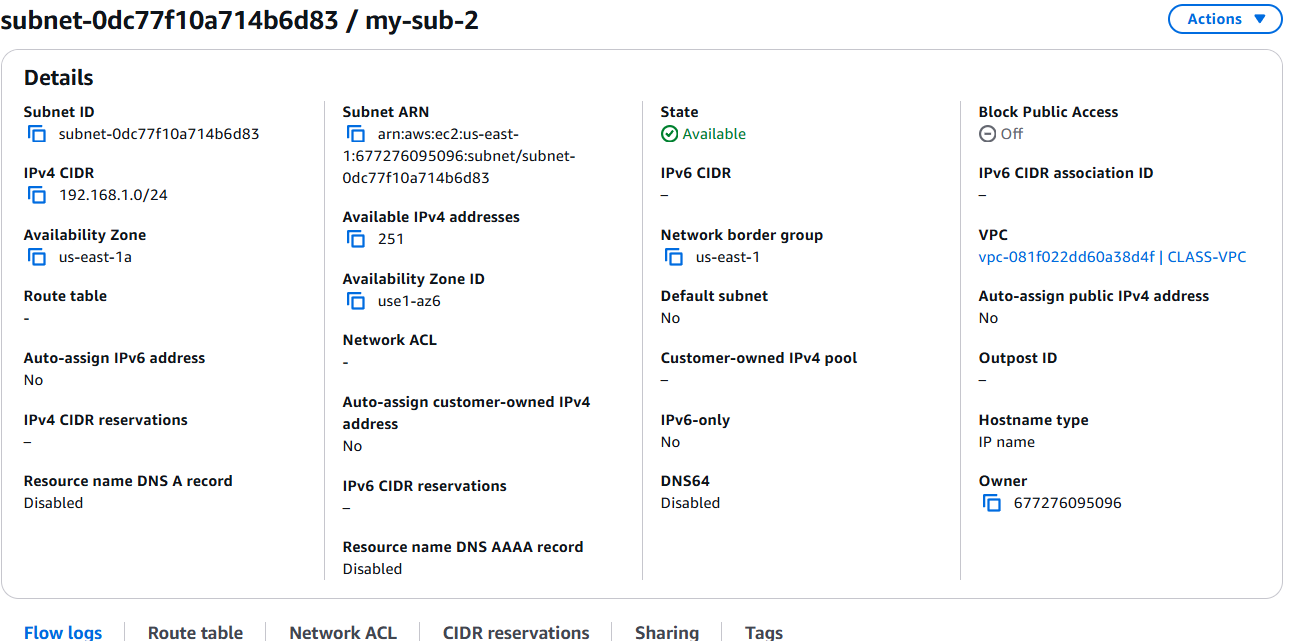 subnet-0dc77f10a714b6d83 / my-sub-2
Actions
Details
Subnet ID
subnet-0dc77f10a714b6d83
IPv4 CIDR
192.168.1.0/24
Availability Zone
us-east-1a
Route table
-
Auto-assign IPv6 address
No
IPv4 CIDR reservations
–
Resource name DNS A record
Disabled
Subnet ARN
arn:aws:ec2:us-east-
1:677276095096:subnet/subnet-
0dc77f10a714b6d83
Available IPv4 addresses
251
Availability Zone ID
use1-az6
Network ACL
-
Auto-assign customer-owned IPv4
address
No
IPv6 CIDR reservations
–
Resource name DNS AAAA record
Disabled
State
Available
IPv6 CIDR
–
Network border group
us-east-1
Default subnet
No
Customer-owned IPv4 pool
–
IPv6-only
No
DNS64
Disabled
Block Public Access
Off
IPv6 CIDR association ID
–
VPC
vpc-081f022dd60a38d4f | CLASS-VPC
Auto-assign public IPv4 address
No
Outpost ID
–
Hostname type
IP name
Owner
677276095096
Flow logs
Route table
Network ACL
CIDR reservations
Sharing
Tags